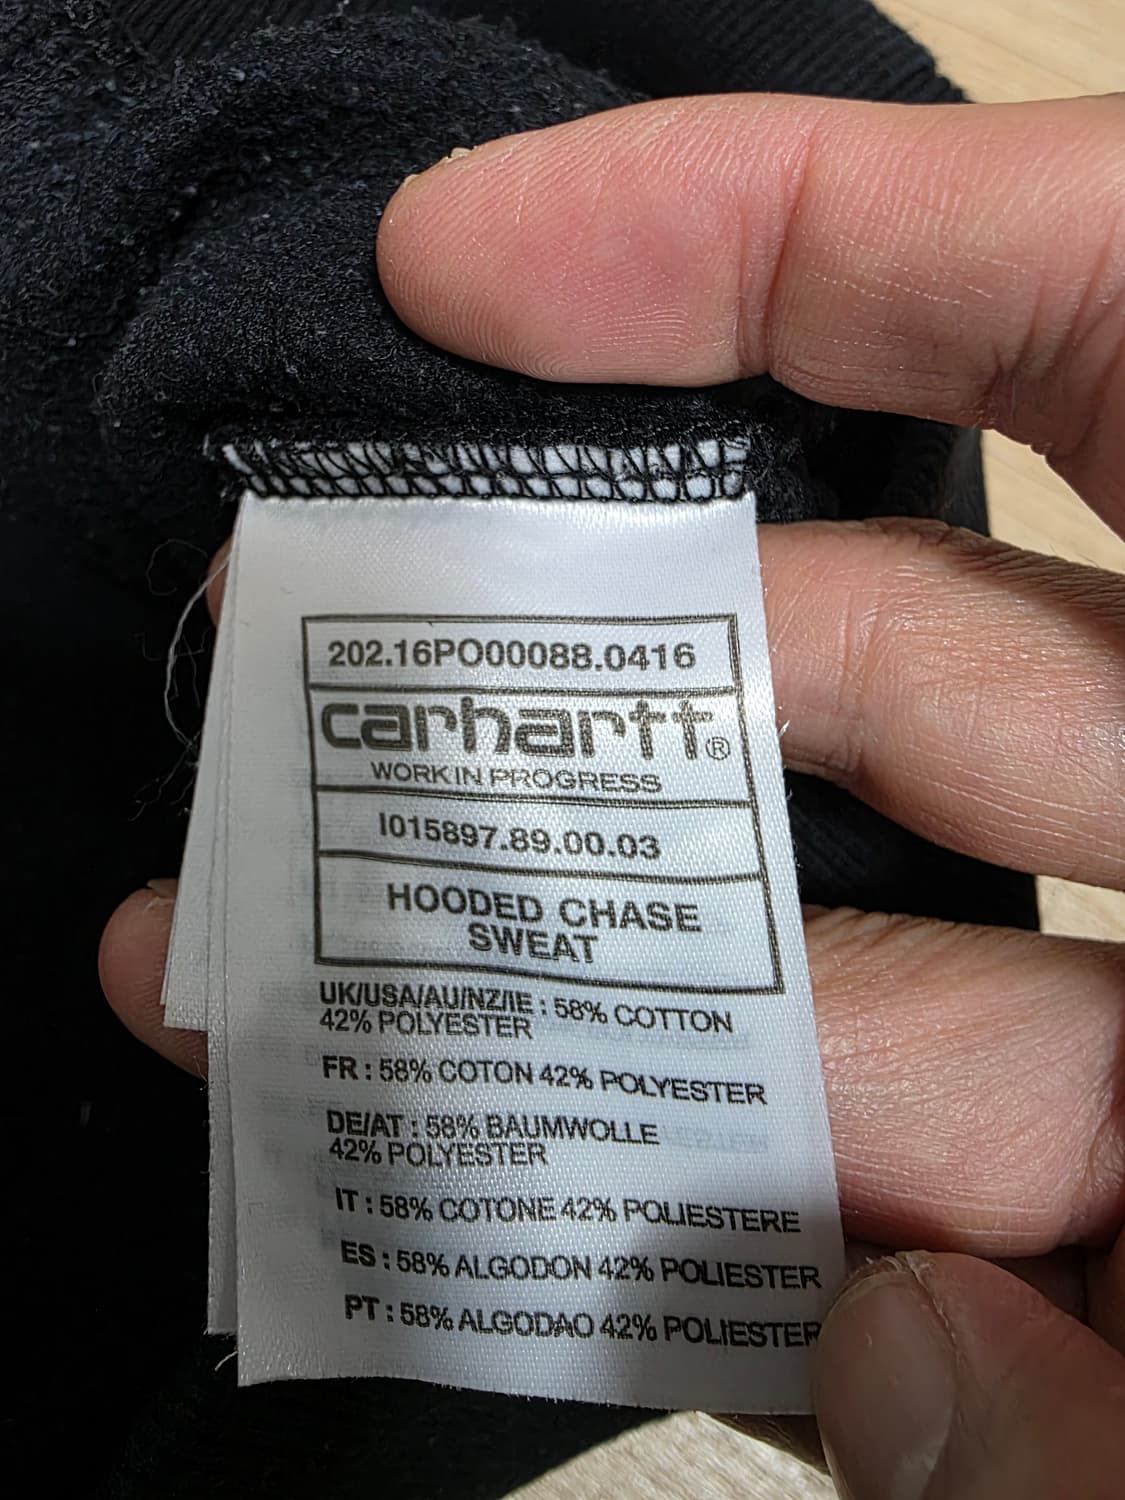 202.16PO00088.0416
carhartt®
WORK IN PROGRESS
I015897.89.00.03
HOODED CHASE
SWEAT
UK/USA/AU/NZ/IE : 58% COTTON
42% POLYESTER
FR : 58% COTON 42% POLYESTER
DE/AT : 58% BAUMWOLLE
42% POLYESTER
IT : 58% COTONE 42% POLIESTERE
ES : 58% ALGODON 42% POLIESTER
PT : 58% ALGODAO 42% POLIESTER